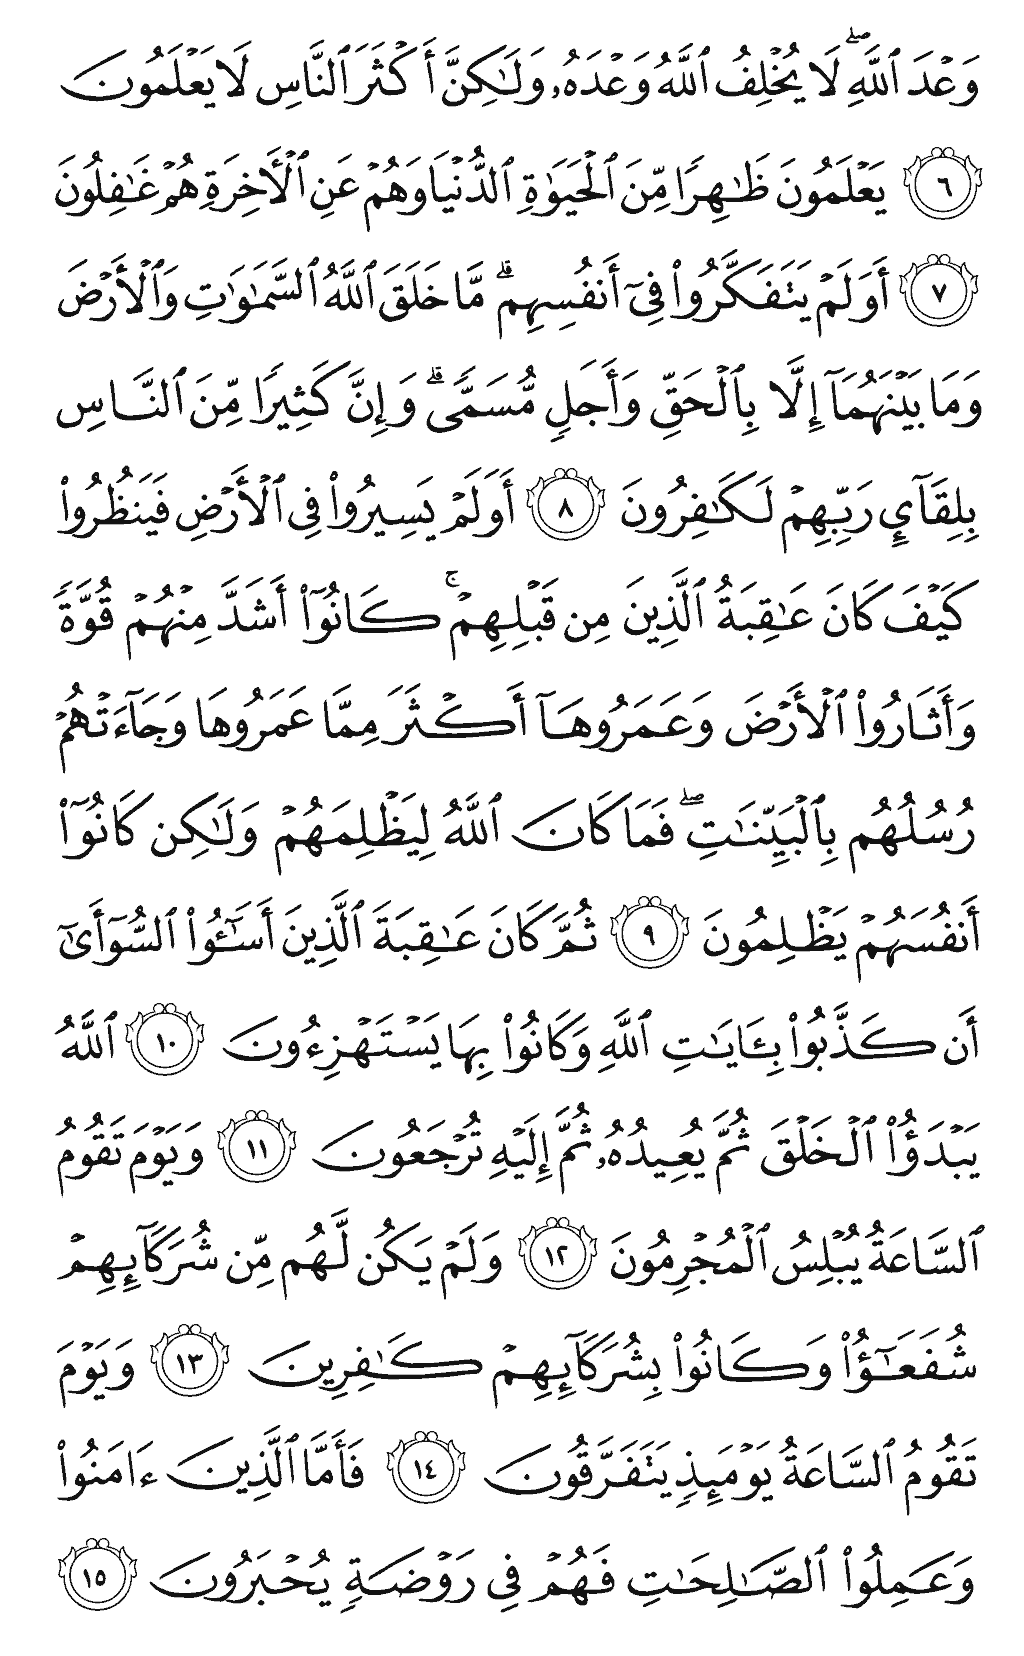 وَعْدَ ٱللَّهِ ۖ لَا يُخْلِفُ ٱللَّهُ وَعْدَهُۥ وَلَـٰكِنَّ أَكْثَرَ ٱلنَّاسِ لَا يَعْلَمُونَ
٦ يَعْلَمُونَ ظَـٰهِرًا مِّنَ ٱلْحَيَوٰةِ ٱلدُّنْيَا وَهُمْ عَنِ ٱلْـَٔاخِرَةِ هُمْ غَـٰفِلُونَ
٧ أَوَلَمْ يَتَفَكَّرُوا۟ فِىٓ أَنفُسِهِم ۗ مَّا خَلَقَ ٱللَّهُ ٱلسَّمَـٰوَٰتِ وَٱلْأَرْضَ
وَمَا بَيْنَهُمَآ إِلَّا بِٱلْحَقِّ وَأَجَلٍ مُّسَمًّى ۗ وَإِنَّ كَثِيرًا مِّنَ ٱلنَّاسِ
بِلِقَآئِ رَبِّهِمْ لَكَـٰفِرُونَ ٨ أَوَلَمْ يَسِيرُوا۟ فِى ٱلْأَرْضِ فَيَنظُرُوا۟
كَيْفَ كَانَ عَـٰقِبَةُ ٱلَّذِينَ مِن قَبْلِهِمْ ۚ كَانُوٓا۟ أَشَدَّ مِنْهُمْ قُوَّةً
وَأَثَارُوا۟ ٱلْأَرْضَ وَعَمَرُوهَآ أَكْثَرَ مِمَّا عَمَرُوهَا وَجَآءَتْهُمْ
رُسُلُهُم بِٱلْبَيِّنَـٰتِ ۖ فَمَا كَانَ ٱللَّهُ لِيَظْلِمَهُمْ وَلَـٰكِن كَانُوٓا۟
أَنفُسَهُمْ يَظْلِمُونَ ٩ ثُمَّ كَانَ عَـٰقِبَةَ ٱلَّذِينَ أَسَـٰٓـُٔوا۟ ٱلسُّوٓأَىٰٓ
أَن كَذَّبُوا۟ بِـَٔايَـٰتِ ٱللَّهِ وَكَانُوا۟ بِهَا يَسْتَهْزِءُونَ ١٠ ٱللَّهُ
يَبْدَؤُا۟ ٱلْخَلْقَ ثُمَّ يُعِيدُهُۥ ثُمَّ إِلَيْهِ تُرْجَعُونَ ١١ وَيَوْمَ تَقُومُ
ٱلسَّاعَةُ يُبْلِسُ ٱلْمُجْرِمُونَ ١٢ وَلَمْ يَكُن لَّهُم مِّن شُرَكَآئِهِمْ
شُفَعَـٰٓؤُا۟ وَكَانُوا۟ بِشُرَكَآئِهِمْ كَـٰفِرِينَ ١٣ وَيَوْمَ
تَقُومُ ٱلسَّاعَةُ يَوْمَئِذٍ يَتَفَرَّقُونَ ١٤ فَأَمَّا ٱلَّذِينَ ءَامَنُوا۟
وَعَمِلُوا۟ ٱلصَّـٰلِحَـٰتِ فَهُمْ فِى رَوْضَةٍ يُحْبَرُونَ ١٥